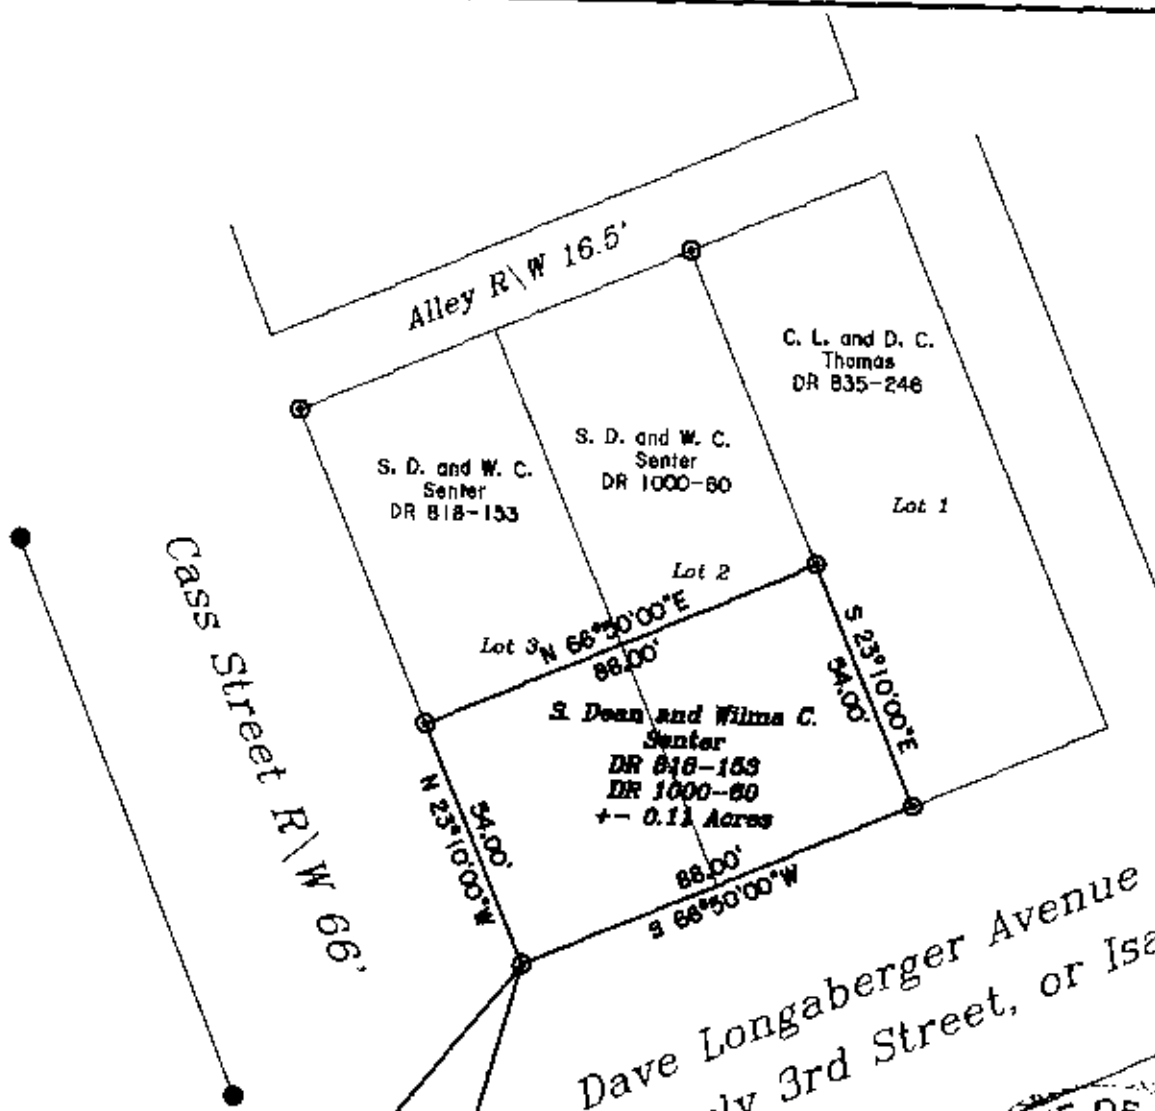 Alley R\W 16.5'
C. L. and D. C.
Thomas
DR 835-246
S. D. and W. C.
Senter
DR 1000-60
S. D. and W. C.
Senter
DR 818-153
Lot 1
Lot 2
Lot 3
N 66°50'00"E
88.00'
S 23°10'00"E
54.00'
S. Dean and Wilma C.
Senter
DR 818-153
DR 1000-60
+- 0.11 Acres
54.00'
N 23°10'00"W
88.00'
S 66°50'00"W
Cass Street R\W 66'
Dave Longaberger Avenue
3rd Street, or